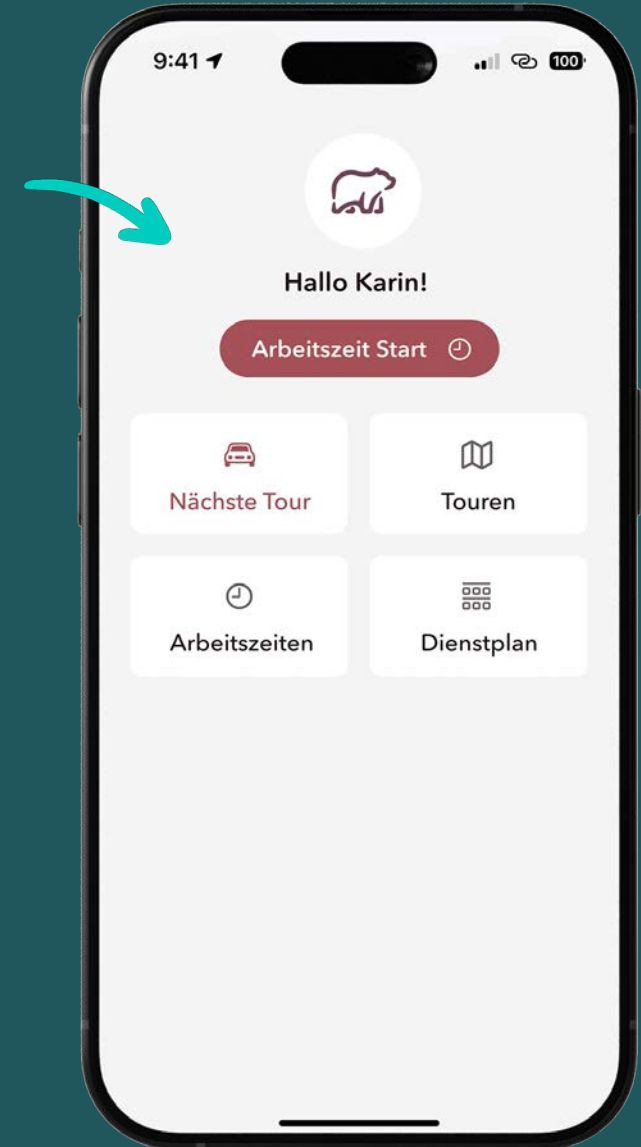 9:41
100
Hallo Karin!
Arbeitszeit Start
Nächste Tour
Touren
Arbeitszeiten
Dienstplan